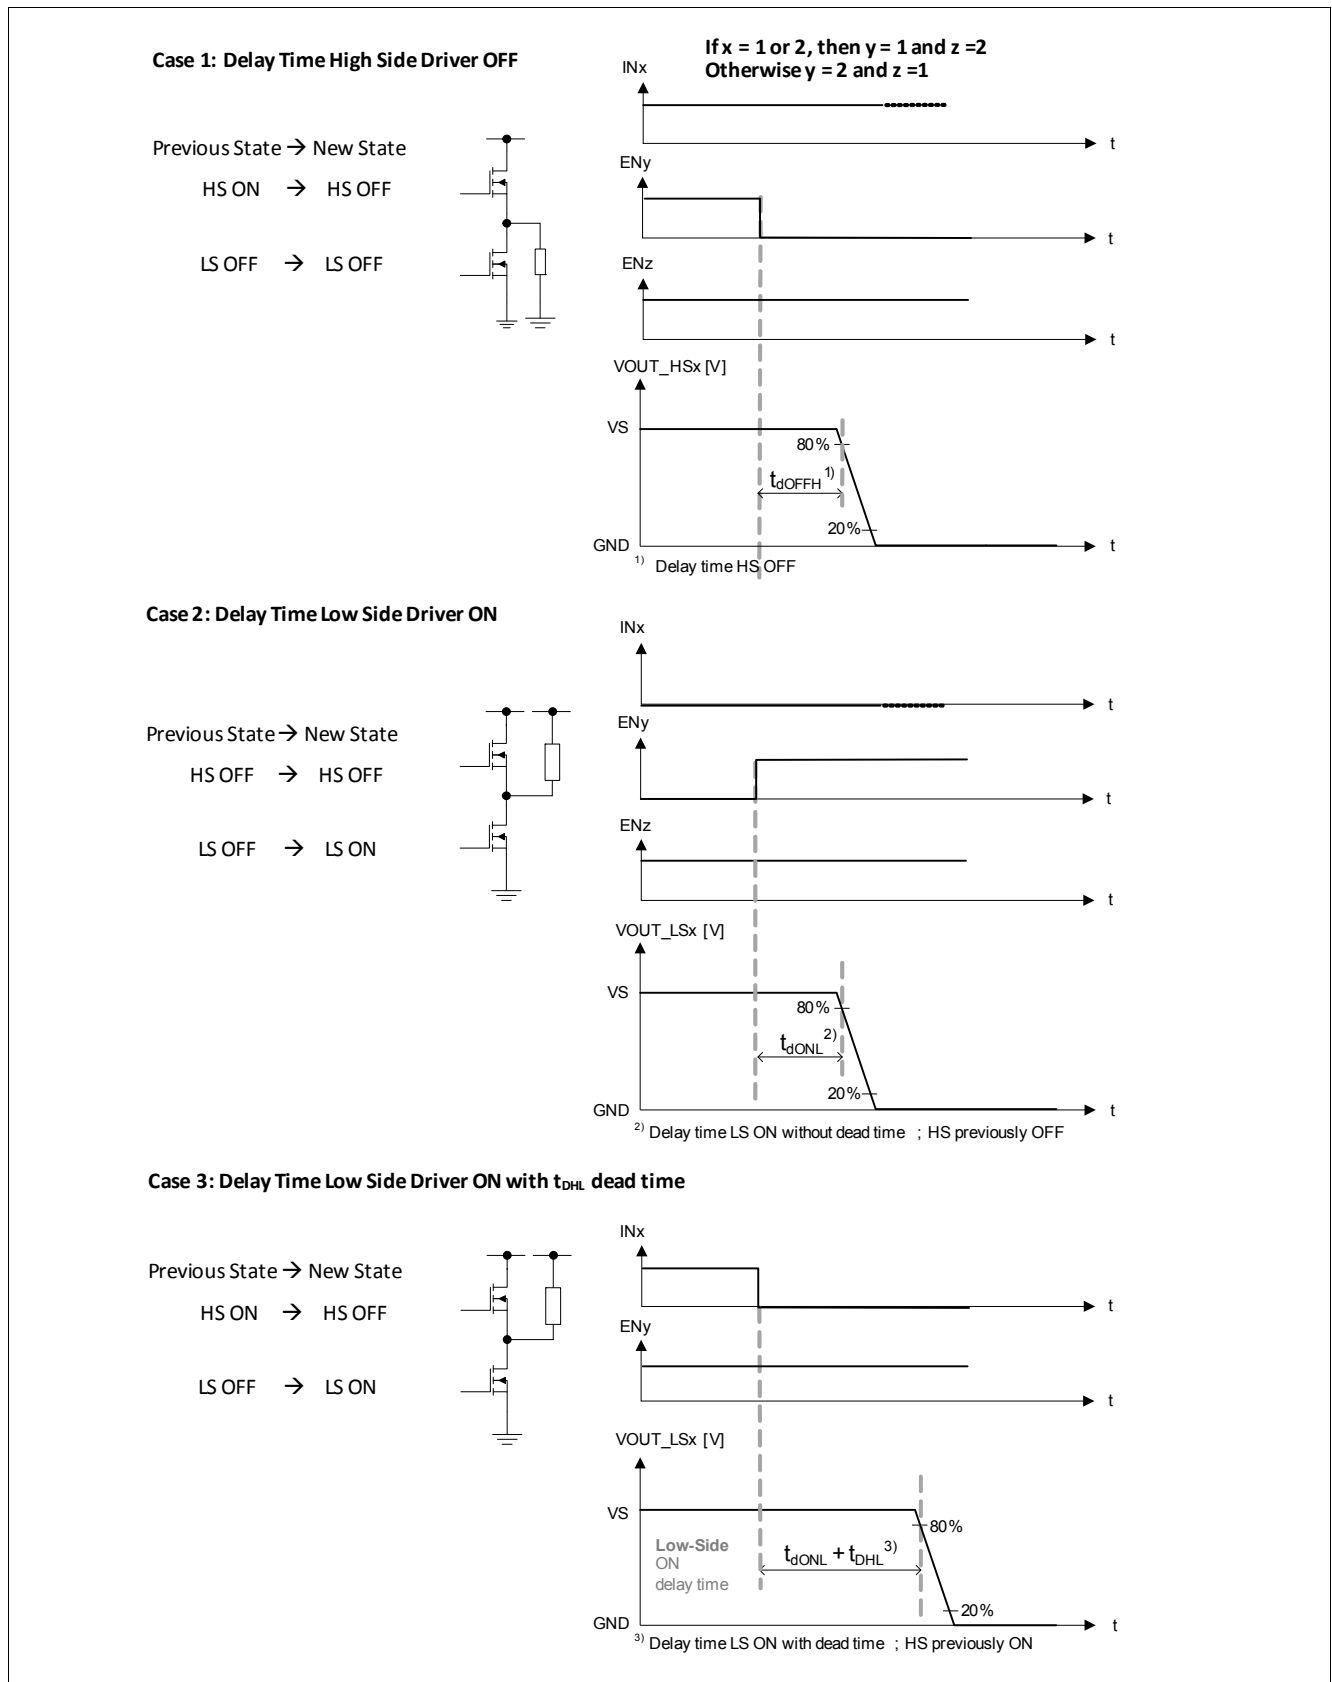 Case 1: Delay Time High Side Driver OFF
If x = 1 or 2, then y = 1 and z =2
Otherwise y = 2 and z =1
INx
t
Previous State → New State
HS ON → HS OFF
LS OFF → LS OFF
ENy
t
ENz
t
VOUT_HSx [V]
VS
80%
tdOFFH 1)
20%
GND
t
1) Delay time HS OFF
Case 2: Delay Time Low Side Driver ON
INx
t
Previous State → New State
HS OFF → HS OFF
LS OFF → LS ON
ENy
t
ENz
t
VOUT_LSx [V]
VS
80%
tdONL 2)
20%
GND
t
2) Delay time LS ON without dead time ; HS previously OFF
Case 3: Delay Time Low Side Driver ON with tDHL dead time
INx
t
Previous State → New State
HS ON → HS OFF
LS OFF → LS ON
ENy
t
VOUT_LSx [V]
VS
80%
Low-Side
ON
delay time
tdONL + tDHL 3)
20%
GND
t
3) Delay time LS ON with dead time ; HS previously ON